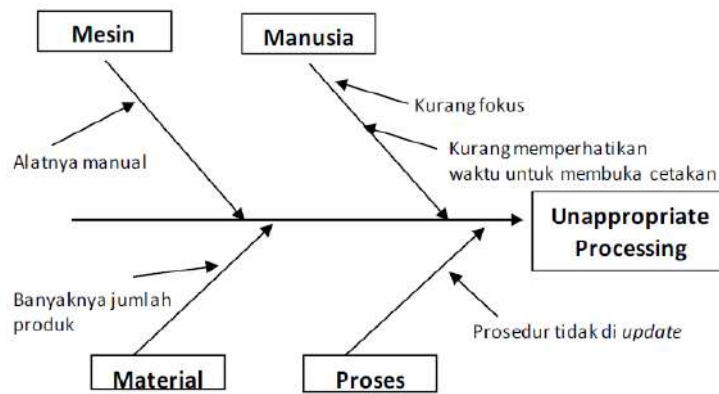 Mesin
Manusia
Kurang fokus
Alatnya manual
Kurang memperhatikan
waktu untuk membuka cetakan
Unappropriate
Processing
Banyaknya jumlah
produk
Prosedur tidak di update
Material
Proses